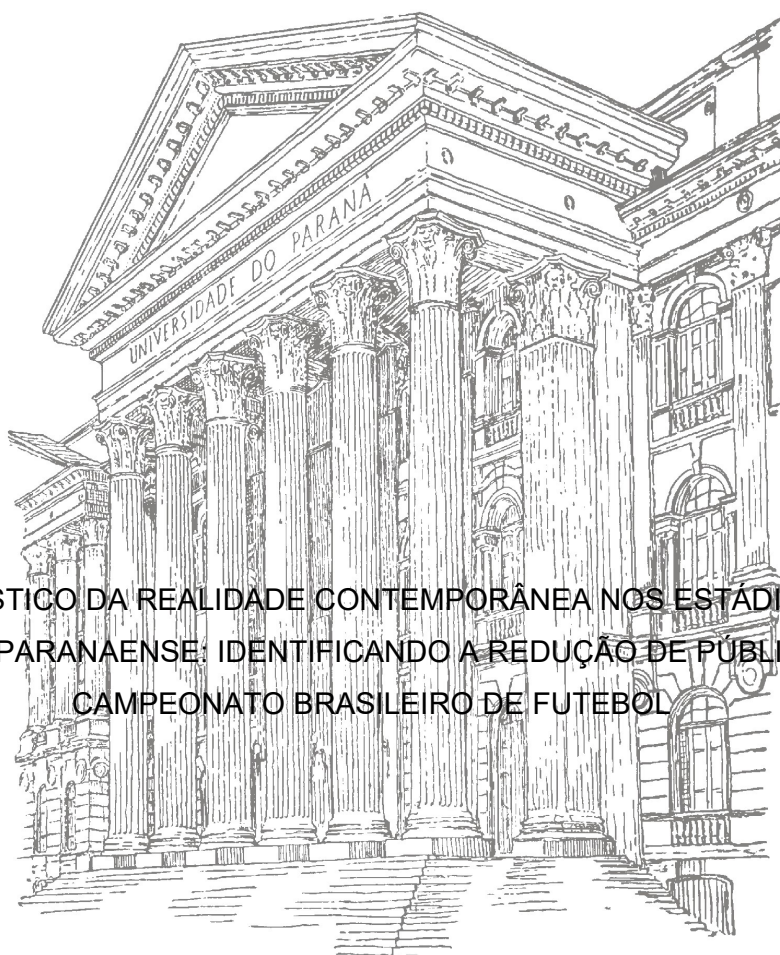 UNIVERSIDADE DO PARANÁ
DA REALIDADE CONTEMPORÂNEA NOS
PARANAENSE: IDENTIFICANDO A REDUÇÃO DE
CAMPEONATO BRASILEIRO DE FUTEBOL